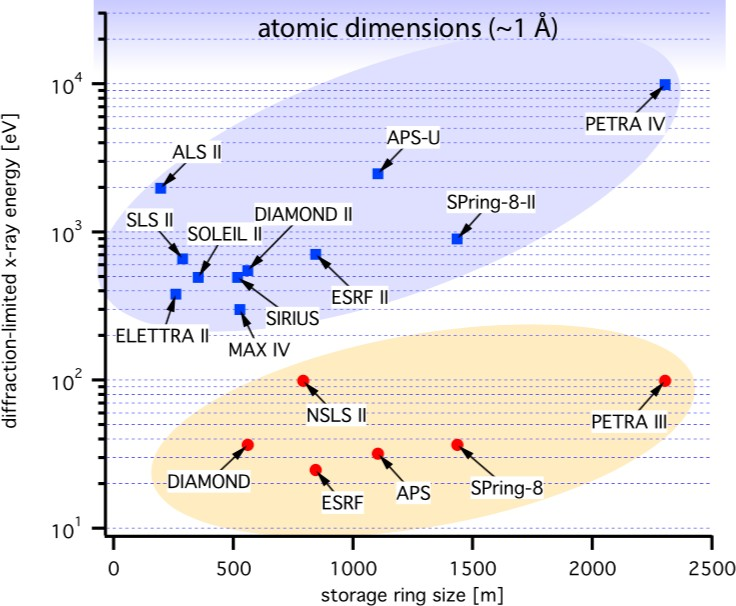 atomic dimensions (~1 Å)
diffraction-limited x-ray energy [eV]
10⁴
10³
10²
10¹
PETRA IV
APS-U
ALS II
SPring-8-II
SLS II
DIAMOND II
SOLEIL II
ESRF II
SIRIUS
ELETTRA II
MAX IV
NSLS II
PETRA III
DIAMOND
ESRF
APS
SPring-8
0 500 1000 1500 2000 2500
storage ring size [m]